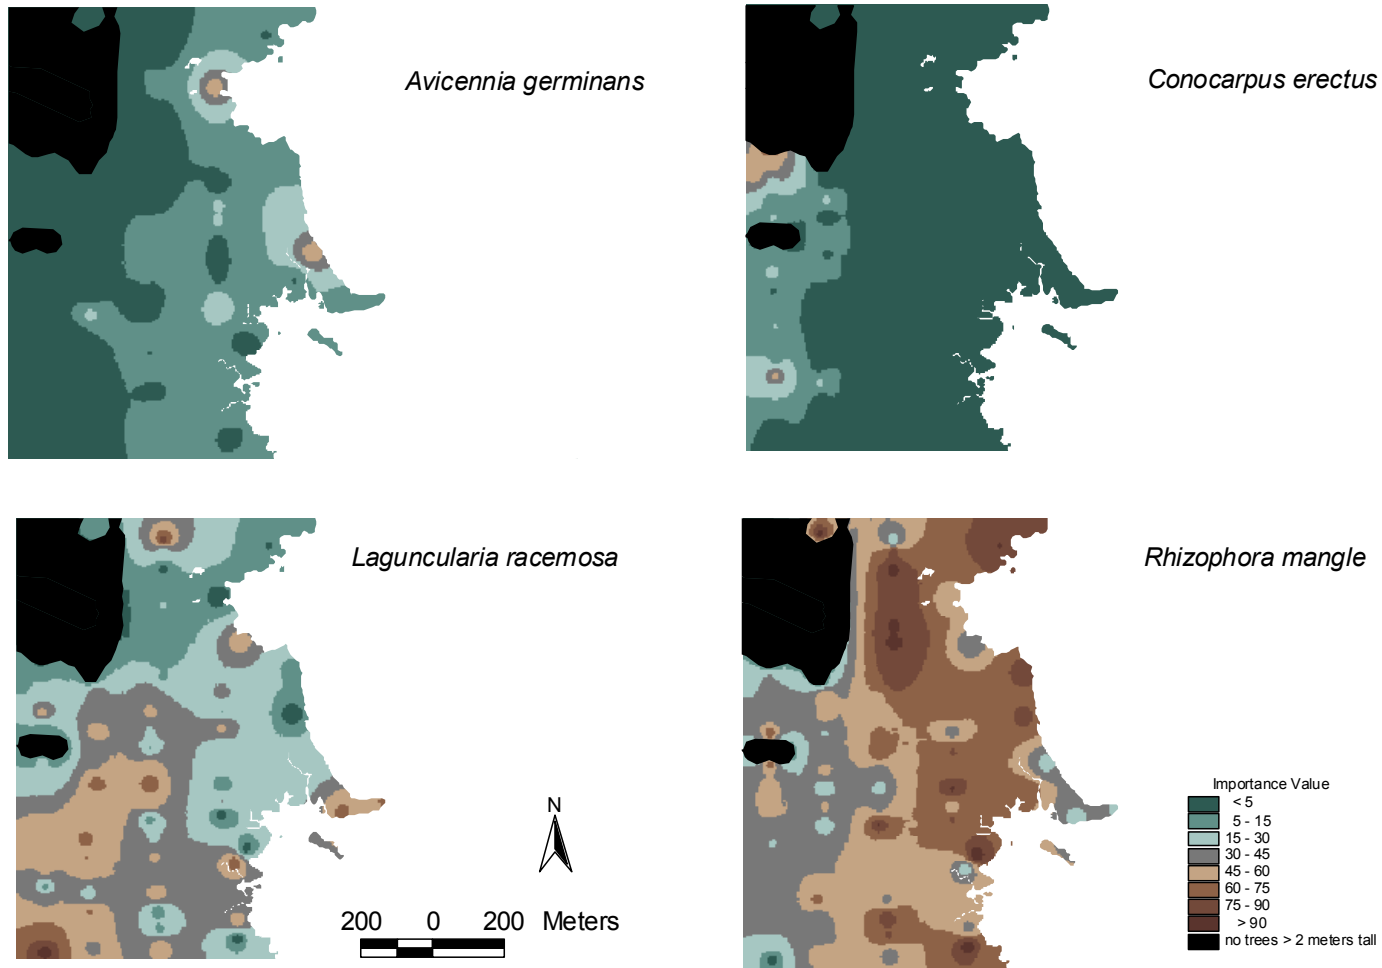 Avicennia germinans
Conocarpus erectus
Laguncularia racemosa
Rhizophora mangle
N
200 0 200 Meters
Importance Value
< 5
5 - 15
15 - 30
30 - 45
45 - 60
60 - 75
75 - 90
> 90
no trees > 2 meters tall